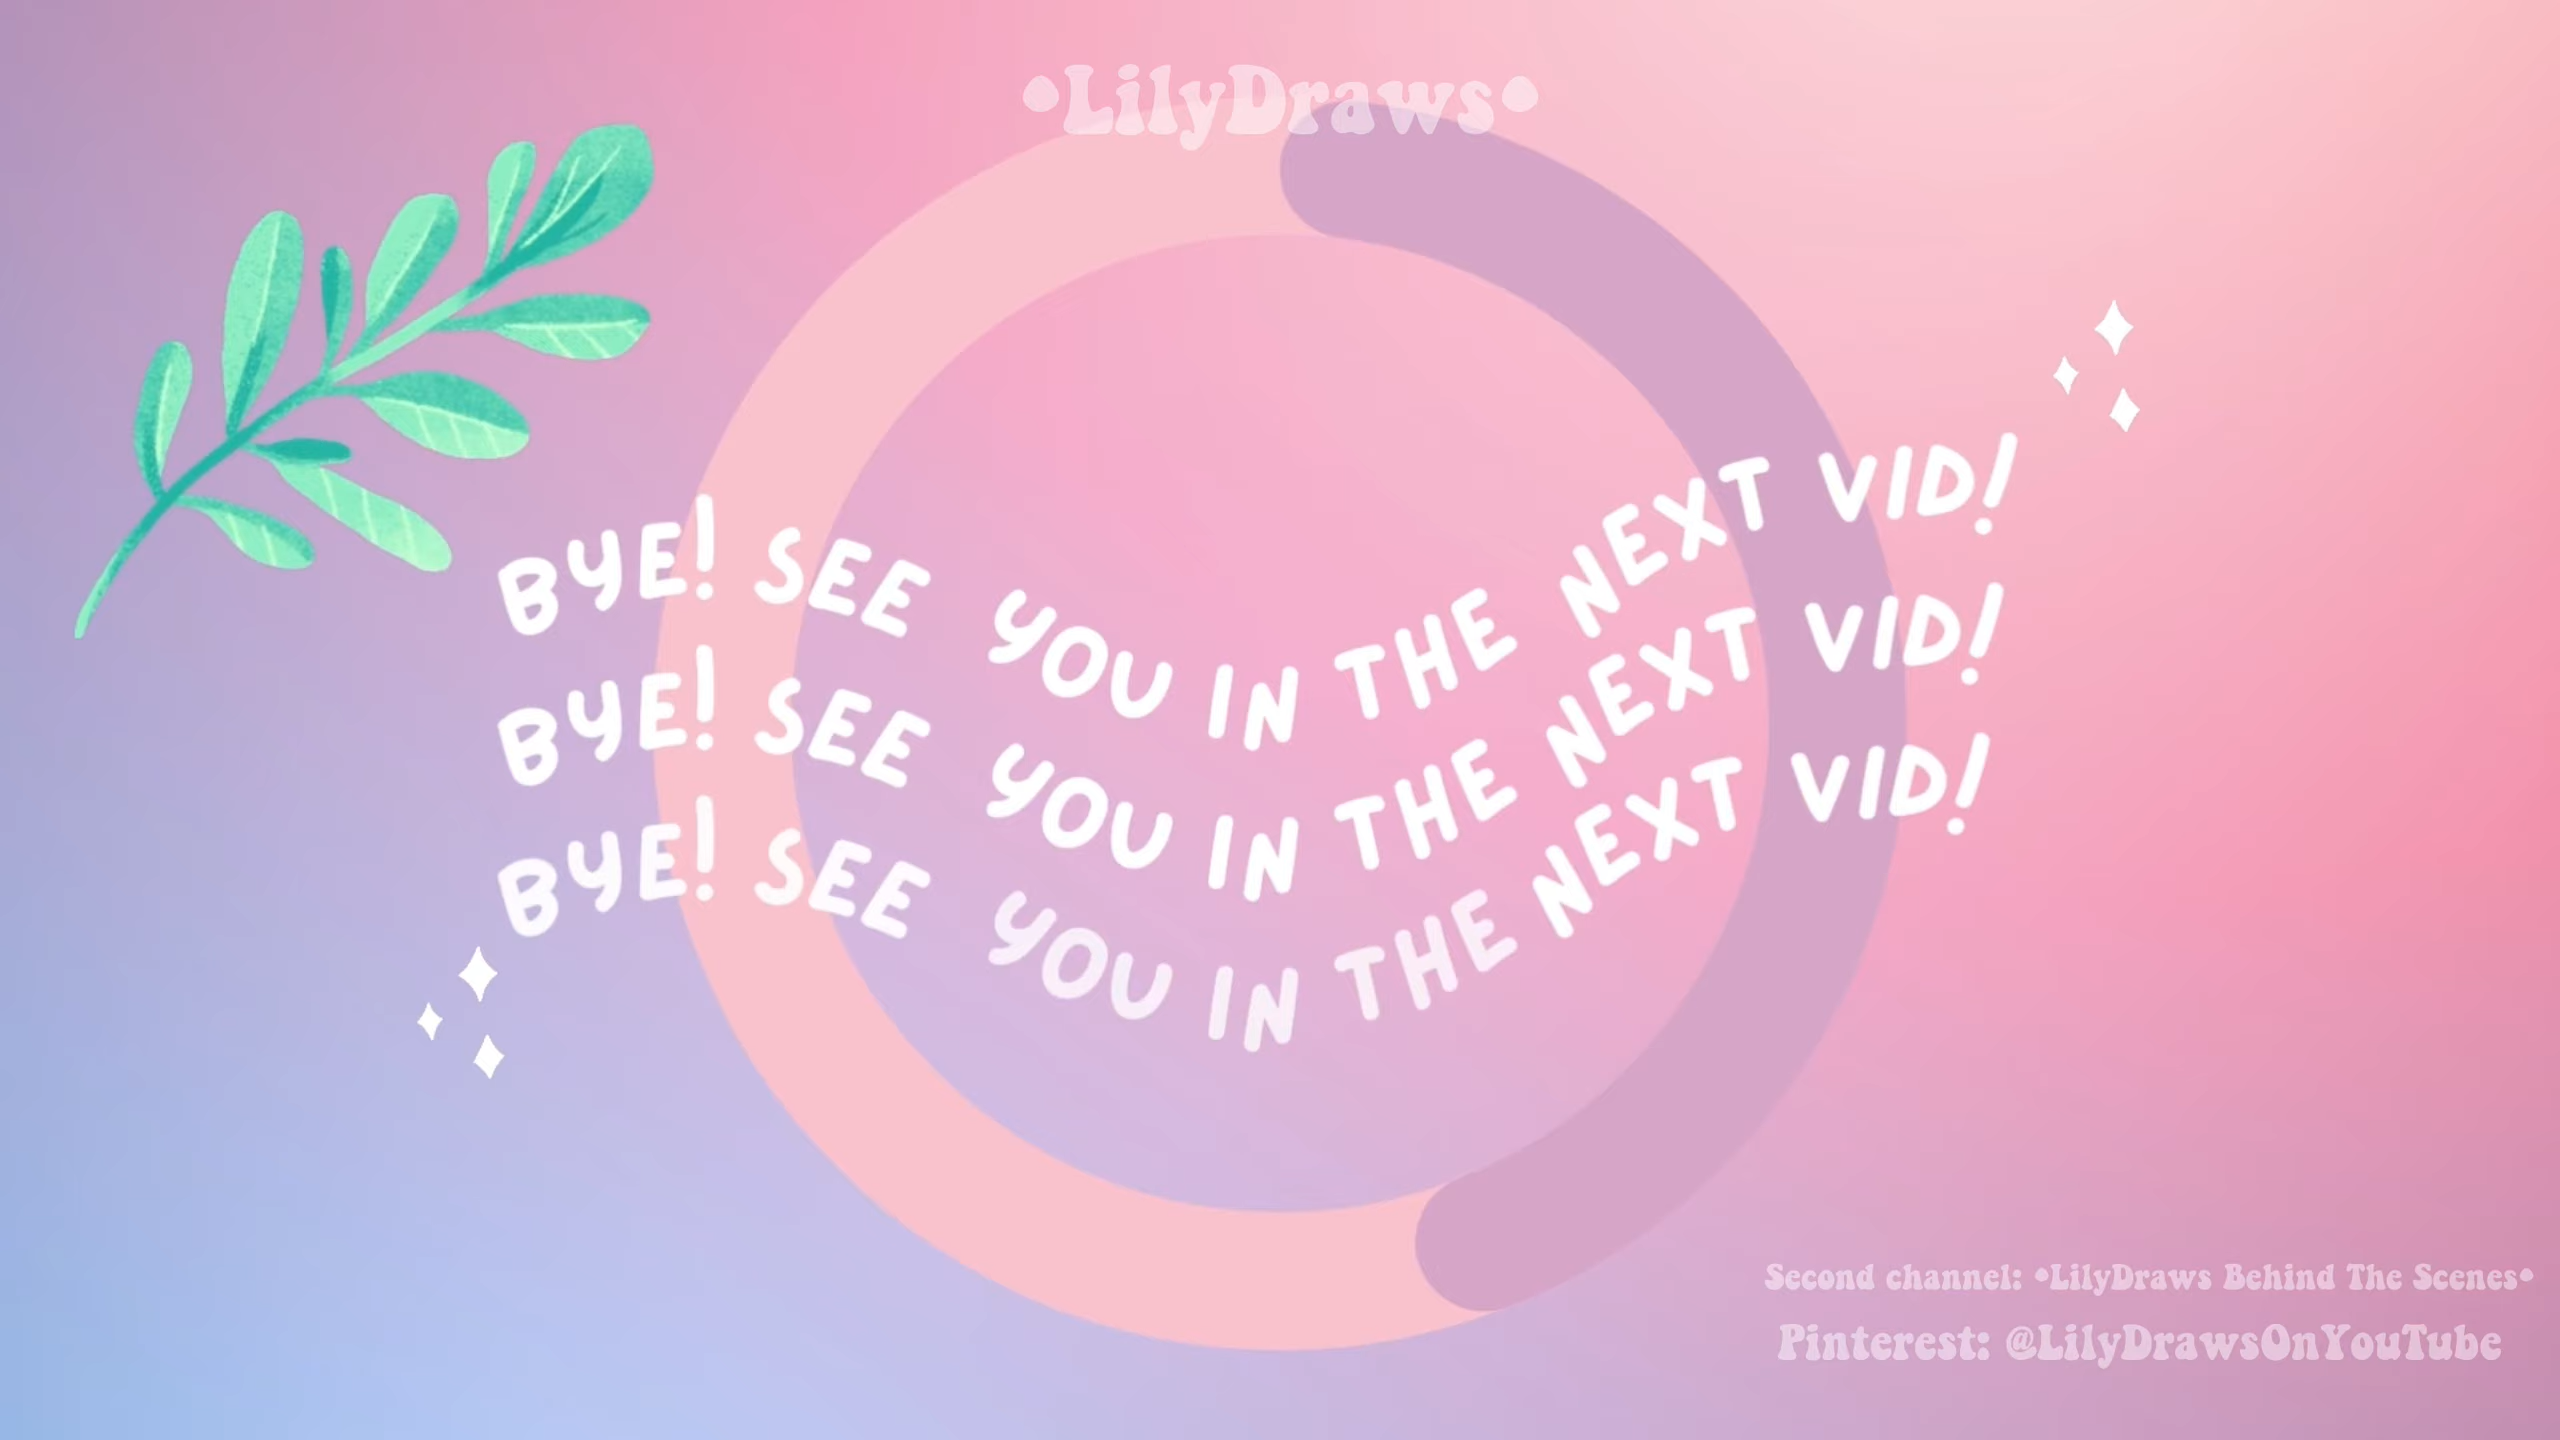 •LilyDraws•
BYE! SEE YOU IN THE NEXT VID!
BYE! SEE YOU IN THE NEXT VID!
BYE! SEE YOU IN THE NEXT VID!
Second channel: •LilyDraws Behind The Scenes•
Pinterest: @LilyDrawsOnYouTube